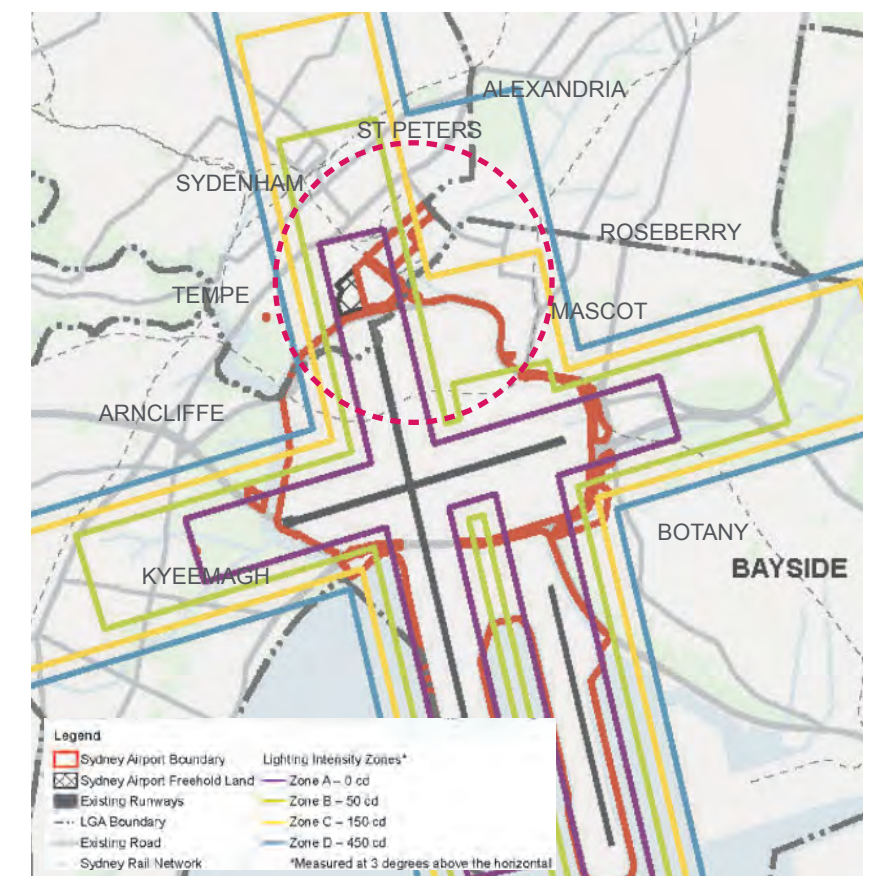 ALEXANDRIA
ST PETERS
SYDENHAM
ROSEBERRY
TEMPE
MASCOT
ARNCLIFFE
BOTANY
BAYSIDE
KYEEMAGH
Legend
Sydney Airport Boundary
Sydney Airport Freehold Land
Existing Runways
LGA Boundary
Existing Road
Sydney Rail Network
Lighting Intensity Zones*
Zone A – 0 cd
Zone B – 50 cd
Zone C – 150 cd
Zone D – 450 cd
*Measured at 3 degrees above the horizontal